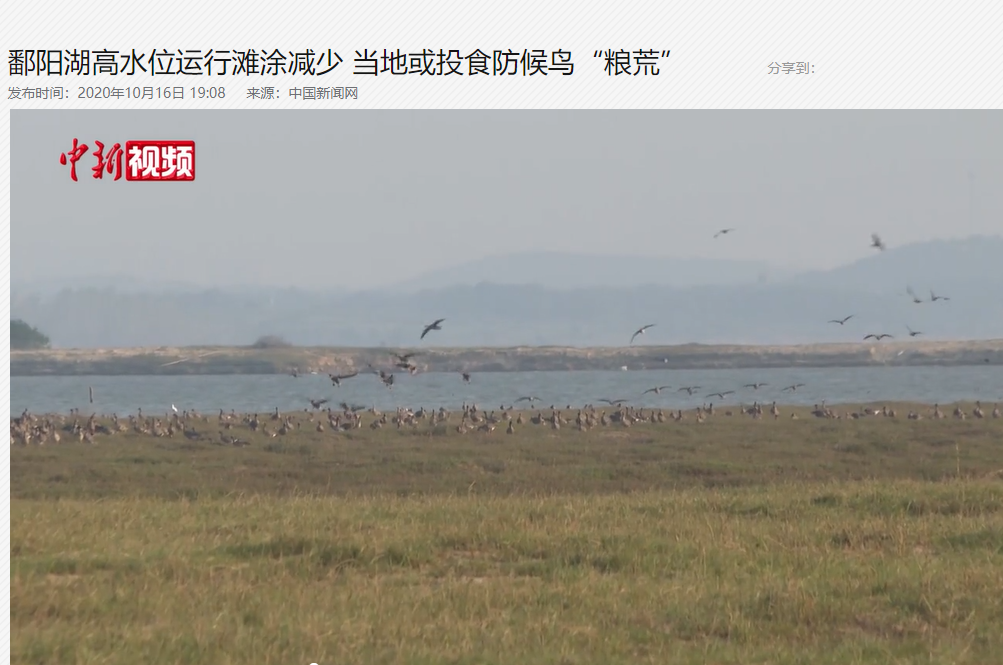 鄱阳湖高水位运行滩涂减少 当地或投食防候鸟“粮荒”
分享到：
发布时间：2020年10月16日 19:08 来源：中国新闻网
中新视频